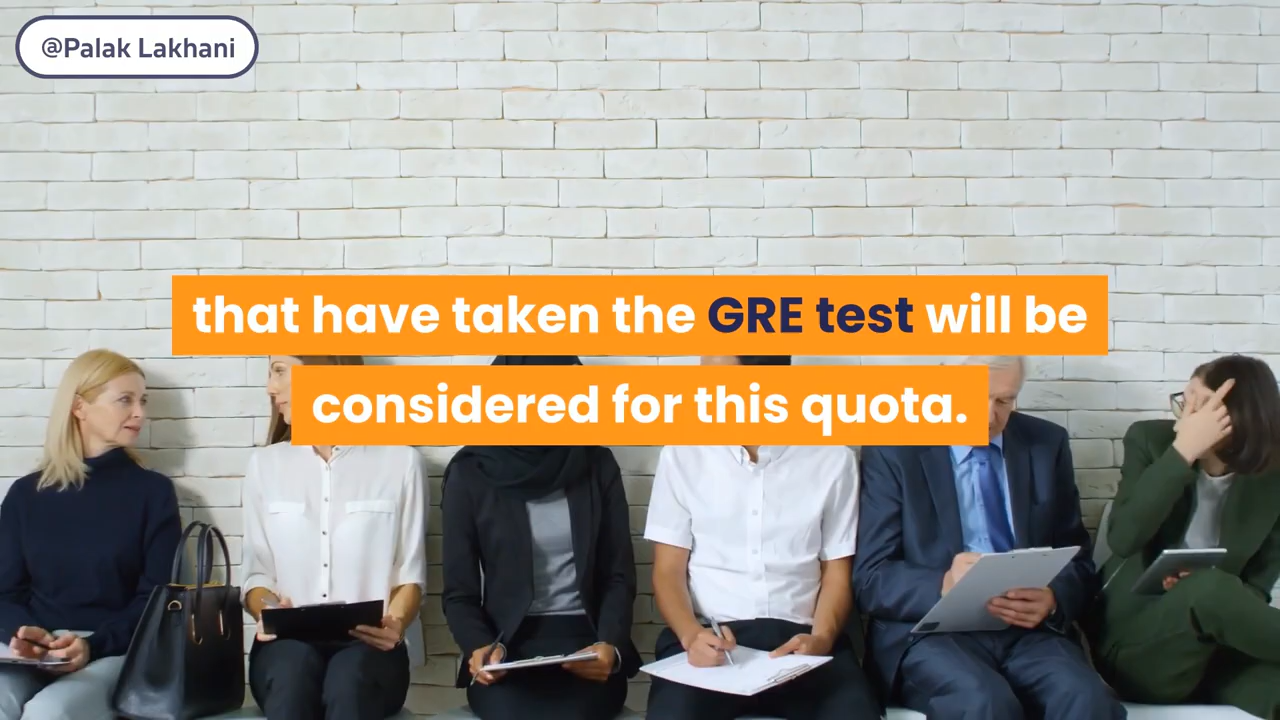 @Palak Lakhani
that have taken the GRE test will be
considered for this quota.